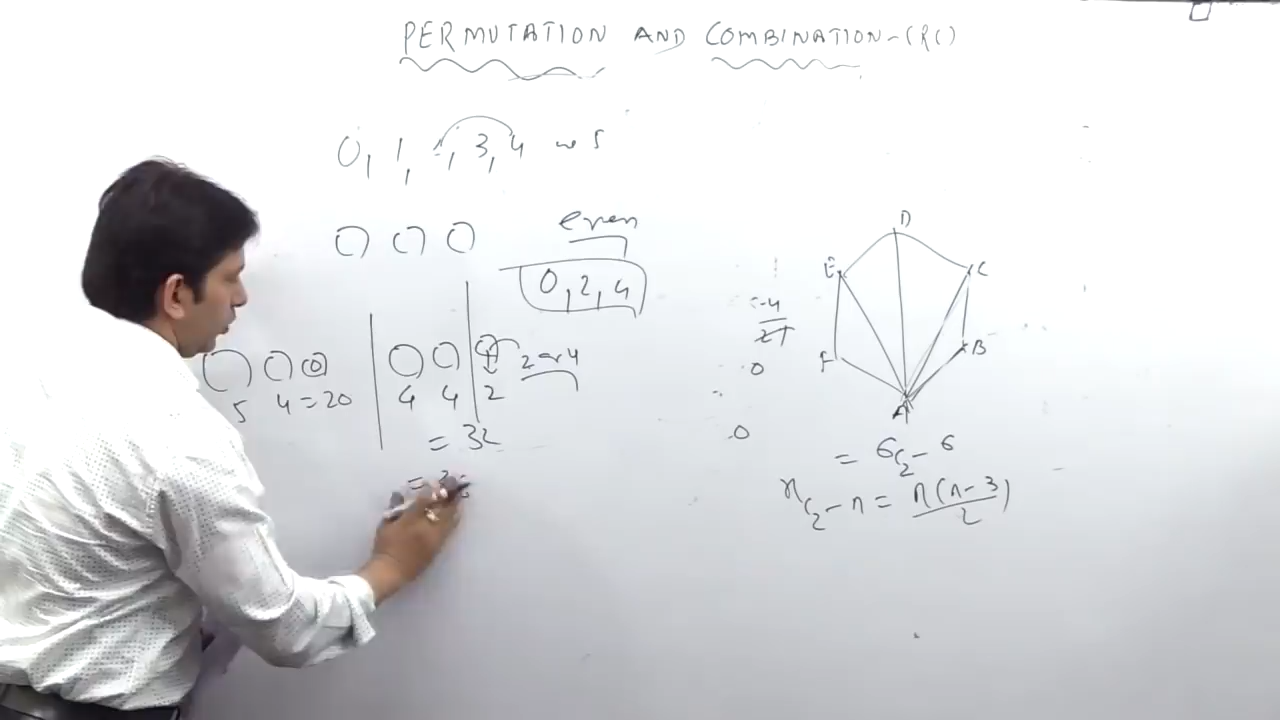 PERMUTATION AND COMBINATION-(RC)
0, 1, , 3, 4 5
even
0, 2, 4
2 or 4
5 4 = 20
4 4 2
= 32
D
E C
F B
A
= 6C2 - 6
nC2 - n = n(n-3)/2